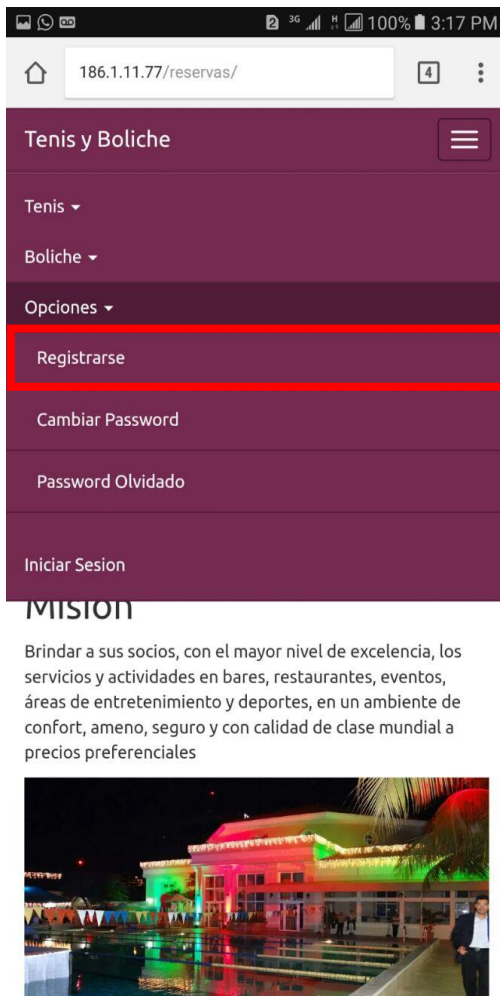 2 3G H 100% 3:17 PM
186.1.11.77/reservas/ 4
Tenis y Boliche
Tenis
Boliche
Opciones
Registrarse
Cambiar Password
Password Olvidado
Iniciar Sesion
Mision
Brindar a sus socios, con el mayor nivel de excelencia, los
servicios y actividades en bares, restaurantes, eventos,
áreas de entretenimiento y deportes, en un ambiente de
confort, ameno, seguro y con calidad de clase mundial a
precios preferenciales